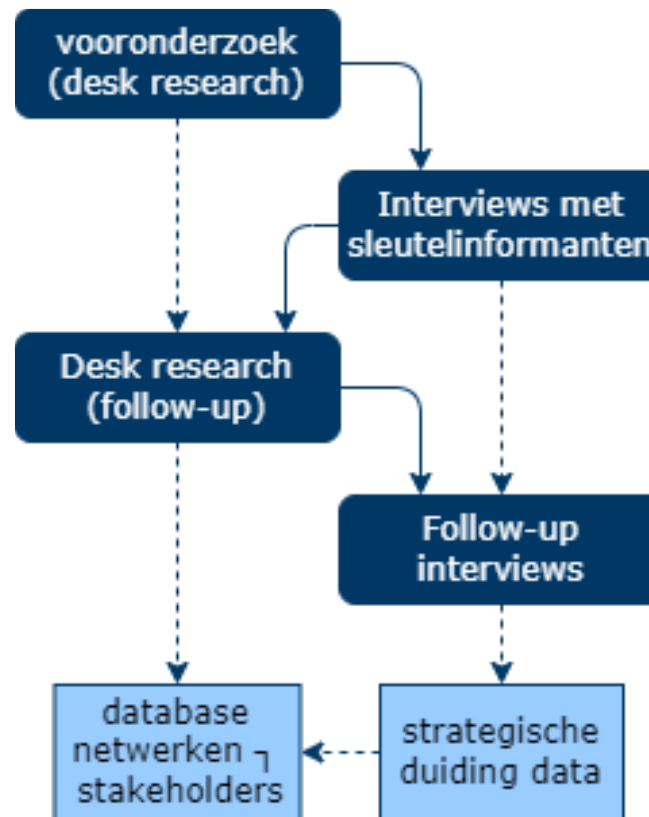 vooronderzoek
(desk research)
Interviews met
sleutelinformanten
Desk research
(follow-up)
Follow-up
interviews
database
netwerken ┐
stakeholders
strategische
duiding data